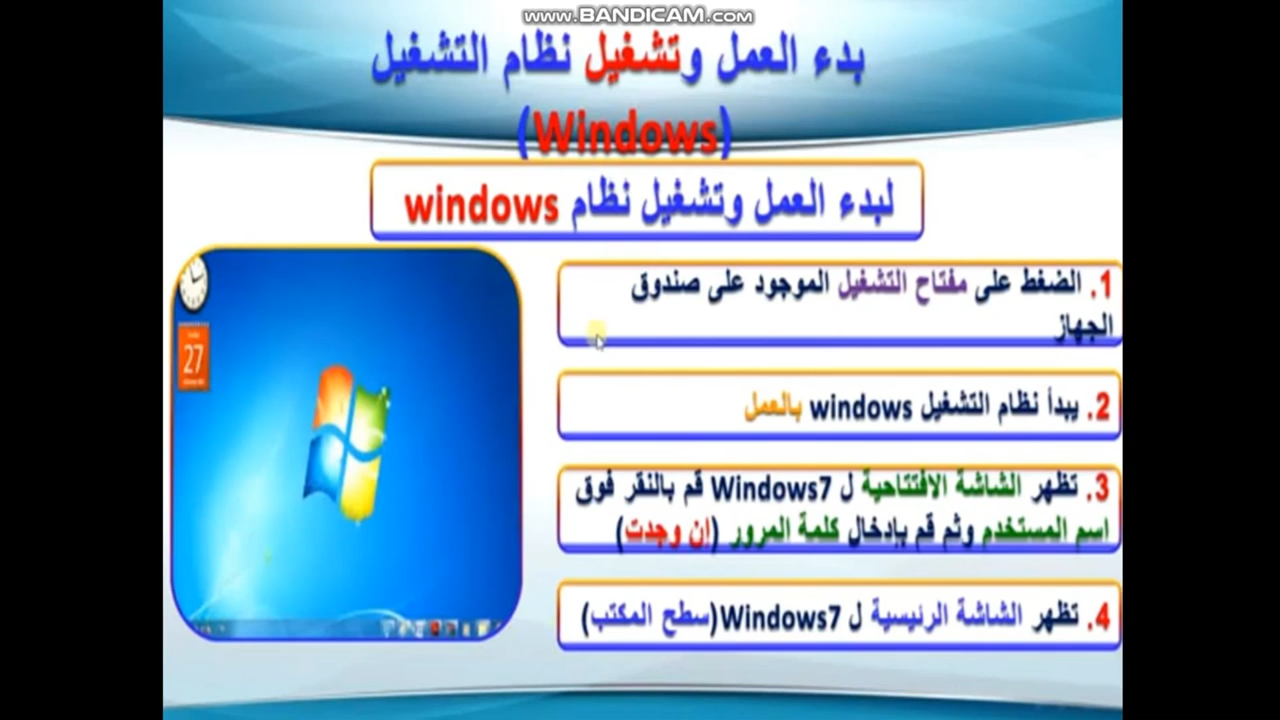 www.BANDICAM.com
بدء العمل وتشغيل نظام التشغيل
(Windows)
لبدء العمل وتشغيل نظام windows
1. الضغط على مفتاح التشغيل الموجود على صندوق
الجهاز
2. يبدأ نظام التشغيل windows بالعمل
3. تظهر الشاشة الافتتاحية ل Windows7 قم بالنقر فوق
اسم المستخدم وثم قم بإدخال كلمة المرور (إن وجدت)
4. تظهر الشاشة الرئيسية ل Windows7(سطح المكتب)
27